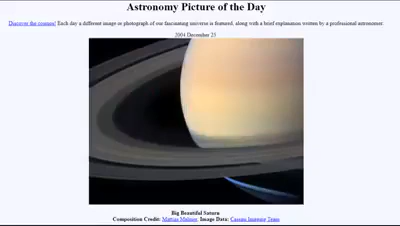 Astronomy Picture of the Day
Discover the cosmos! Each day a different image or photograph of our fascinating universe is featured, along with a brief explanation written by a professional astronomer.
2004 December 25
Big Beautiful Saturn
Composition Credit: Mattias Malmer, Image Data: Cassini Imaging Team